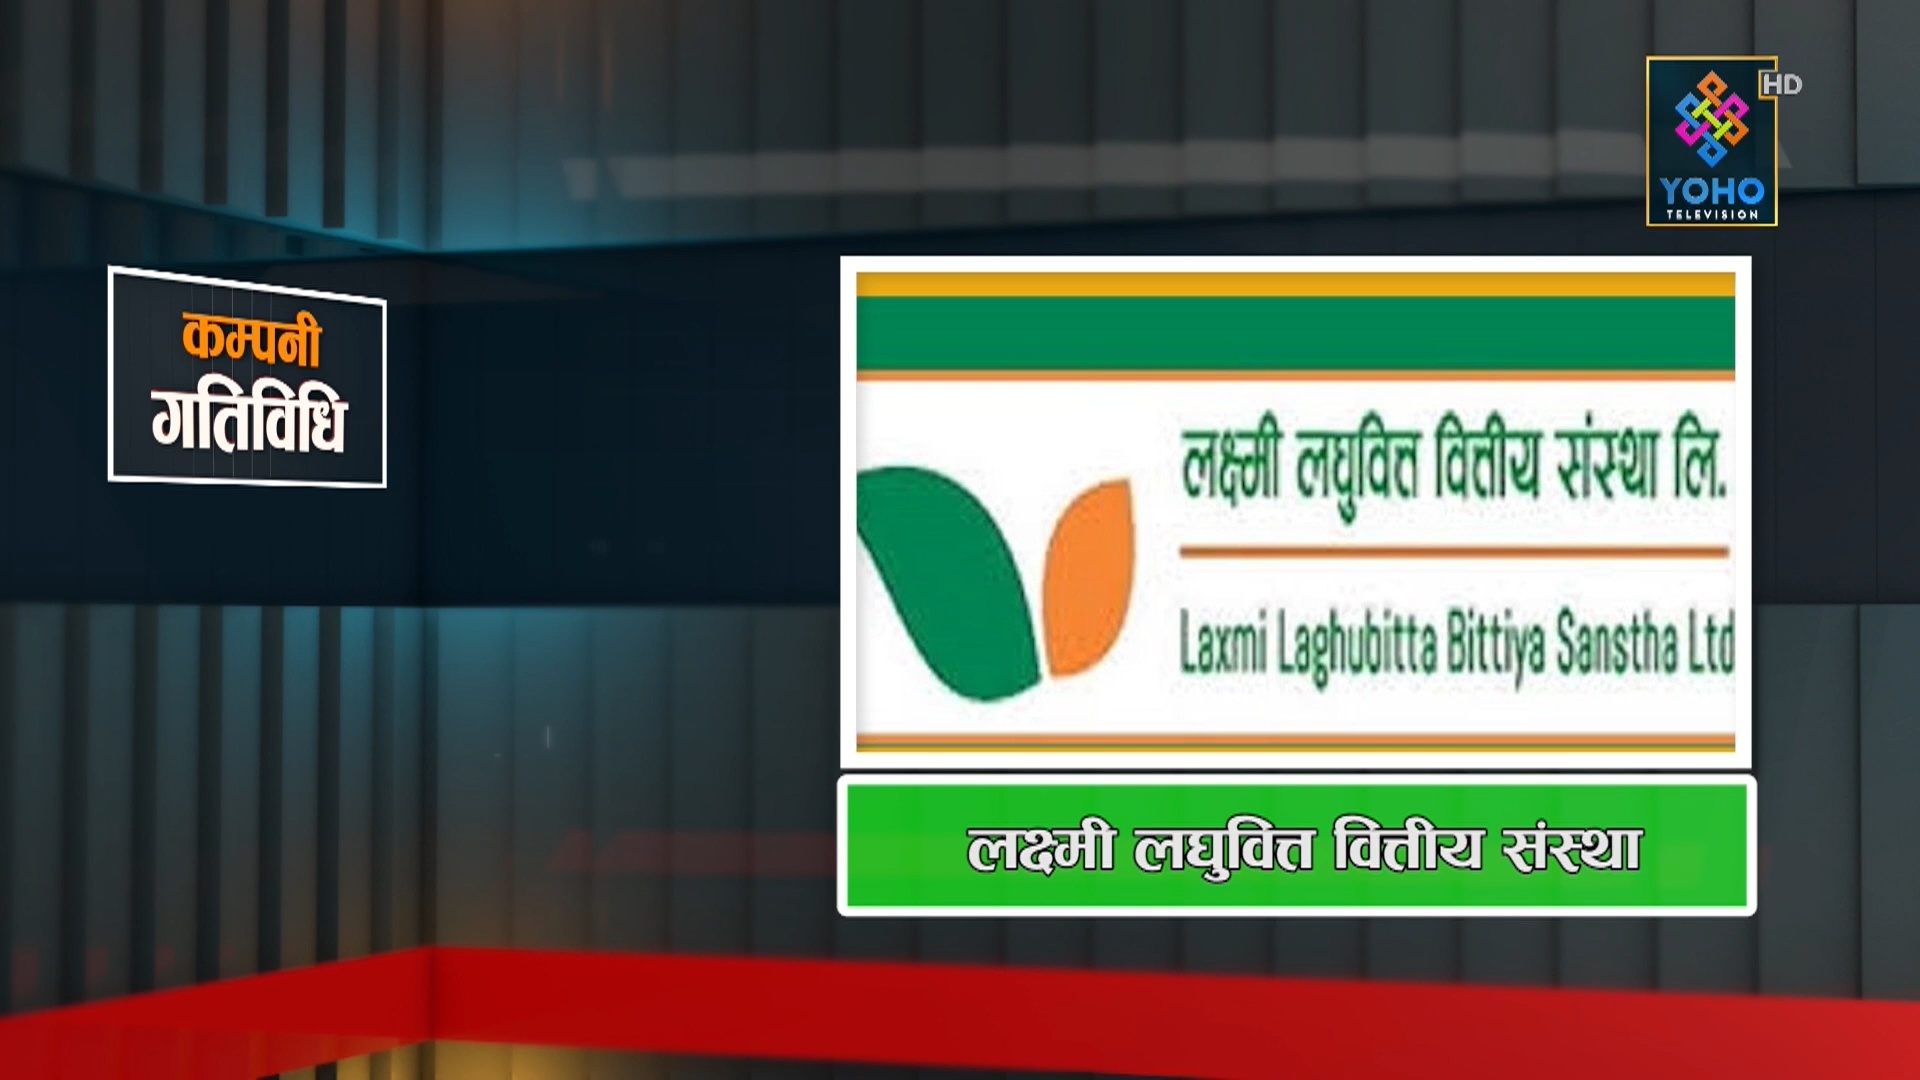 HD
YOHO
TELEVISION
कम्पनी
गतिविधि
लक्ष्मी लघुवित्त वित्तीय संस्था लि.
Laxmi Laghubitta Bittiya Sanstha Ltd
लक्ष्मी लघुवित्त वित्तीय संस्था